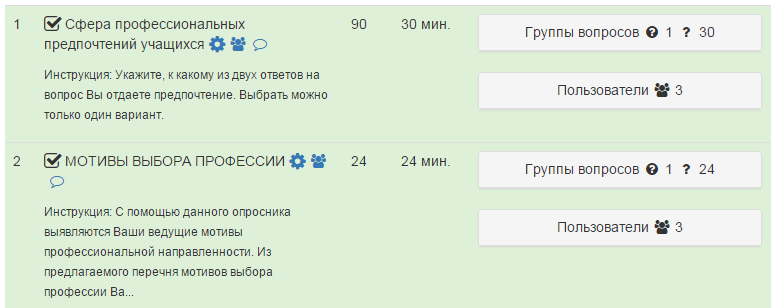 1 Сфера профессиональных 90 30 мин. Группы вопросов 1 ? 30
предпочтений учащихся
Инструкция: Укажите, к какому из двух ответов на
вопрос Вы отдаете предпочтение. Выбрать можно
только один вариант.
Пользователи 3
2 МОТИВЫ ВЫБОРА ПРОФЕССИИ 24 24 мин. Группы вопросов 1 ? 24
Инструкция: С помощью данного опросника
выявляются Ваши ведущие мотивы
профессиональной направленности. Из
предлагаемого перечня мотивов выбора
профессии Ва...
Пользователи 3